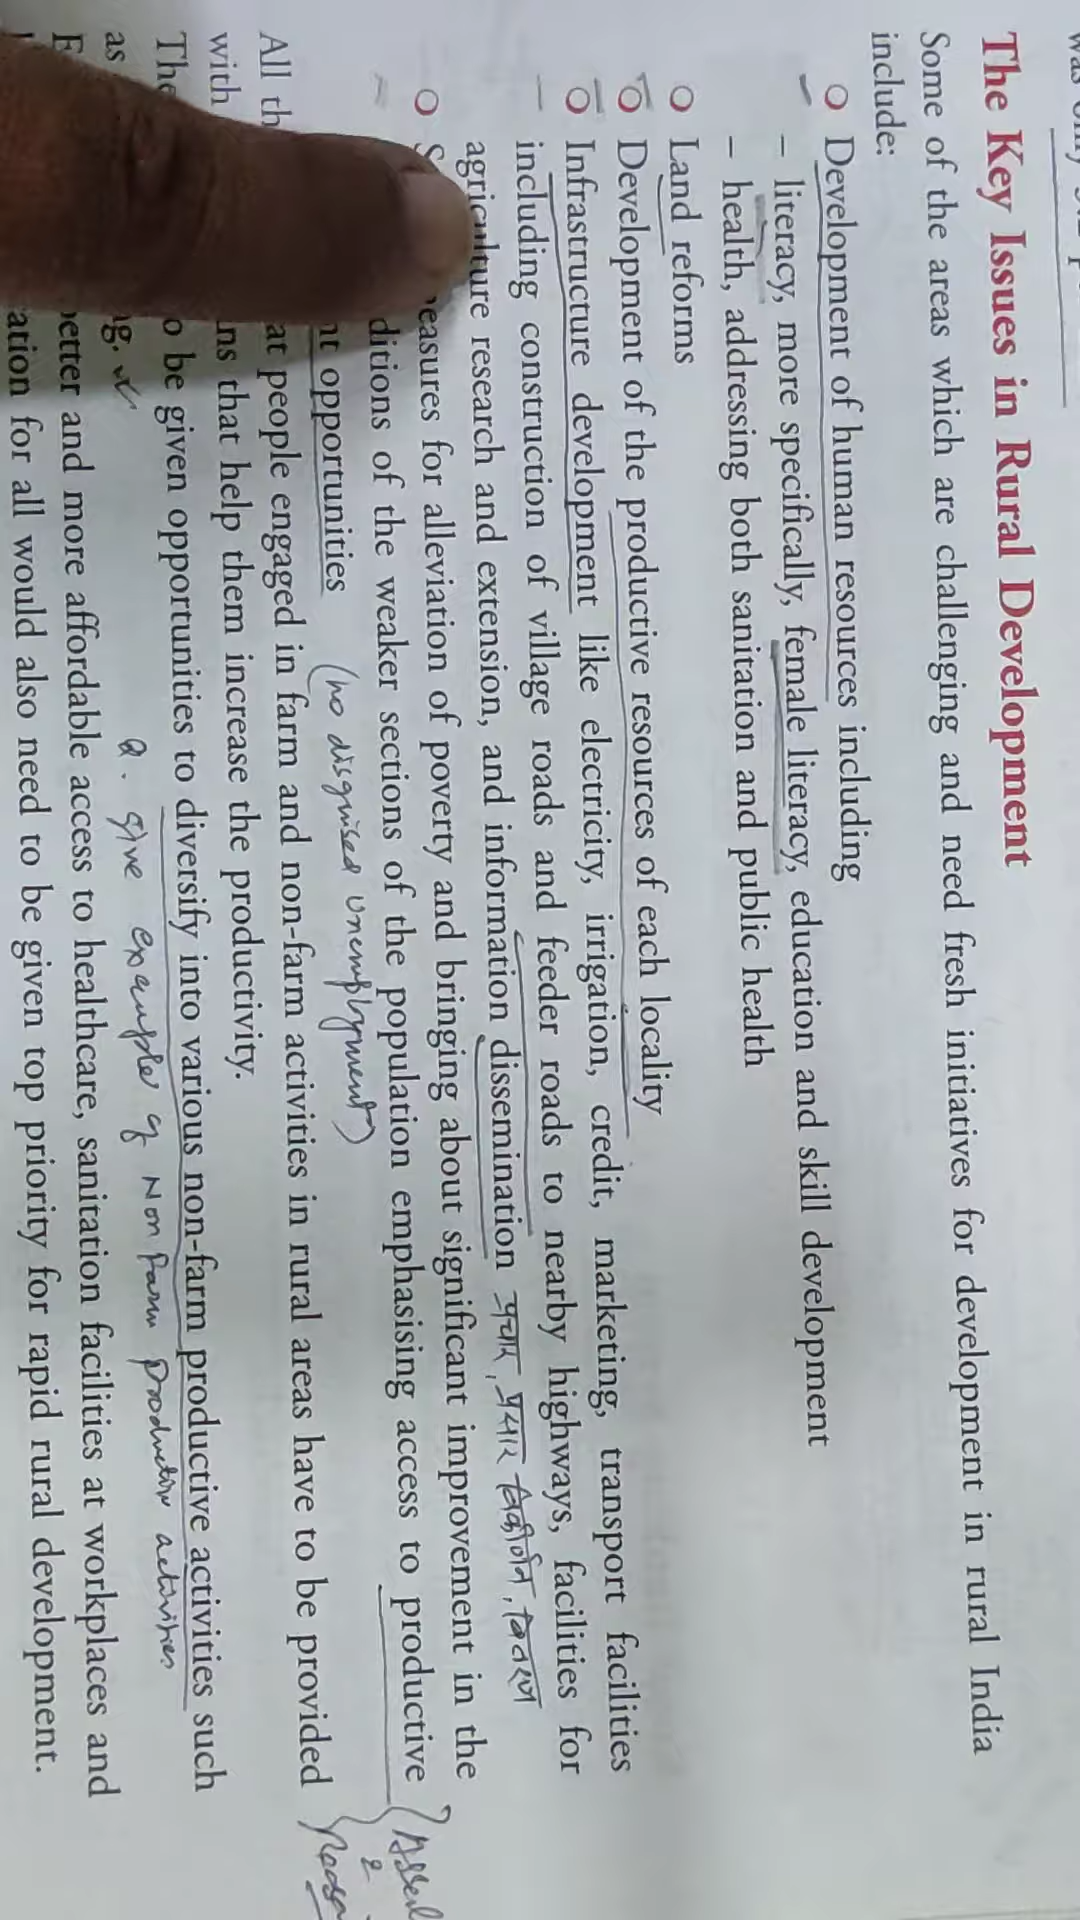 The Key Issues in Rural Development
Some of the areas which are challenging and need fresh initiatives for development in rural India
include:
Development of human resources including
– literacy, more specifically, female literacy, education and skill development
– health, addressing both sanitation and public health
Land reforms
Development of the productive resources of each locality
Infrastructure development like electricity, irrigation, credit, marketing, transport facilities
including construction of village roads and feeder roads to nearby highways, facilities for
agriculture research and extension, and information dissemination प्रचार, प्रसार विकीर्णन, वितरण
for alleviation of poverty and bringing about significant improvement in the
of the weaker sections of the population emphasising access to productive
opportunities (no disguised unemployment)
All people engaged in farm and non-farm activities in rural areas have to be provided
with that help them increase the productivity.
be given opportunities to diversify into various non-farm productive activities such
as
Q. give example of Non farm productive activities
better and more affordable access to healthcare, sanitation facilities at workplaces and
for all would also need to be given top priority for rapid rural development.